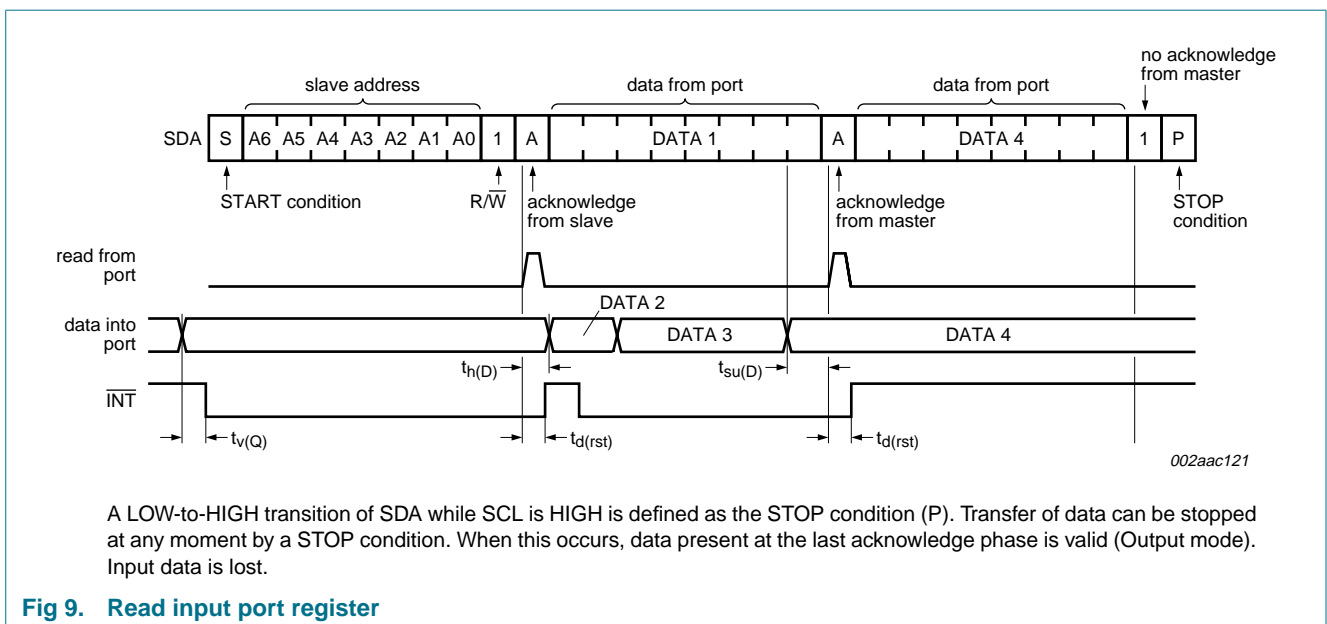 no acknowledge
from master
slave address
data from port
data from port
SDA S A6 A5 A4 A3 A2 A1 A0 1 A DATA 1 A DATA 4 1 P
START condition
R/W̅
acknowledge
from slave
acknowledge
from master
STOP
condition
read from
port
DATA 2
data into
port
DATA 3
DATA 4
th(D)
tsu(D)
I̅N̅T̅
tv(Q)
td(rst)
td(rst)
002aac121
A LOW-to-HIGH transition of SDA while SCL is HIGH is defined as the STOP condition (P). Transfer of data can be stopped
at any moment by a STOP condition. When this occurs, data present at the last acknowledge phase is valid (Output mode).
Input data is lost.
Fig 9. Read input port register